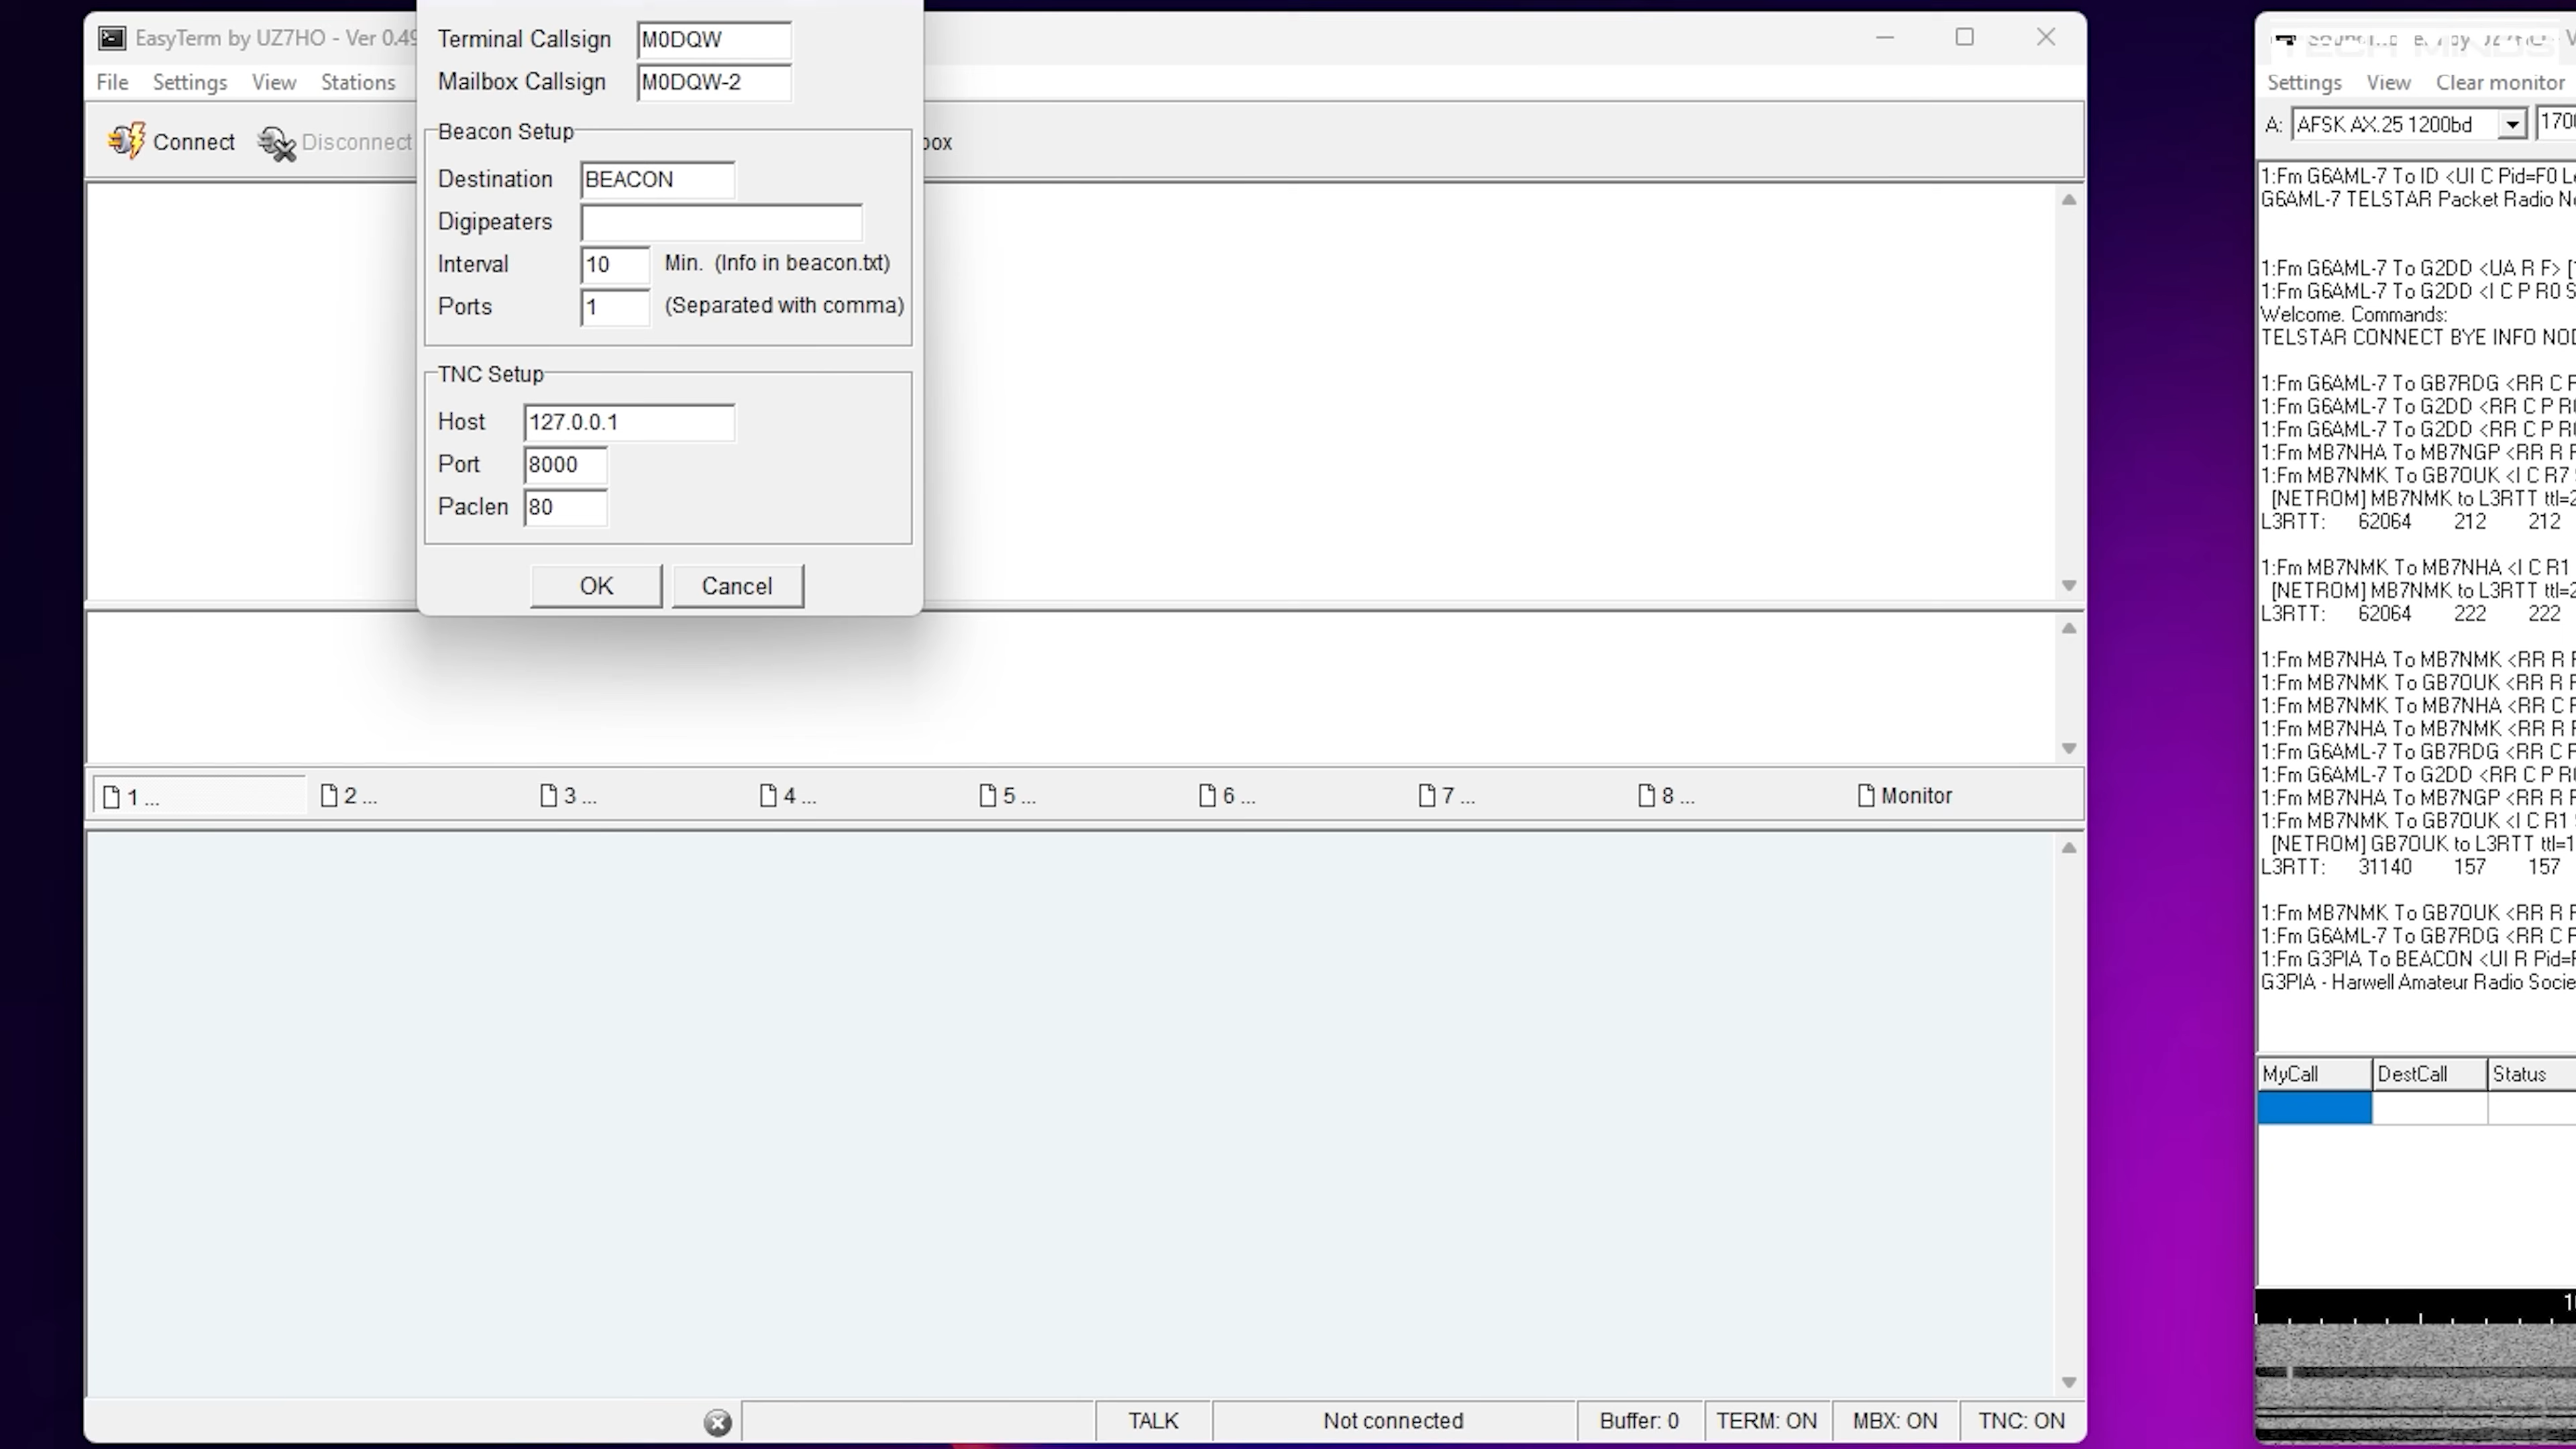 EasyTerm by UZ7HO - Ver 0.49
File Settings View Stations
Connect Disconnect
Terminal Callsign M0DQW
Mailbox Callsign M0DQW-2
Beacon Setup
Destination BEACON
Digipeaters
Interval 10 Min. (Info in beacon.txt)
Ports 1 (Separated with comma)
TNC Setup
Host 127.0.0.1
Port 8000
Paclen 80
OK Cancel
1 ... 2 ... 3 ... 4 ... 5 ... 6 ... 7 ... 8 ... Monitor
TALK Not connected Buffer: 0 TERM: ON MBX: ON TNC: ON
TECH MINDS
Settings View Clear monitor
A: AFSK AX.25 1200bd 1700
1:Fm G6AML-7 To ID <UI C Pid=F0
G6AML-7 TELSTAR Packet Radio
1:Fm G6AML-7 To G2DD <UA R F>
1:Fm G6AML-7 To G2DD <I C P R0
Welcome. Commands:
TELSTAR CONNECT BYE INFO
1:Fm G6AML-7 To GB7RDG <RR C
1:Fm G6AML-7 To G2DD <RR C P
1:Fm G6AML-7 To G2DD <RR C P
1:Fm MB7NHA To MB7NGP <RR R
1:Fm MB7NMK To GB7OUK <I C R7
[NETROM] MB7NMK to L3RTT
L3RTT: 62064 212 212
1:Fm MB7NMK To MB7NHA <I C R1
[NETROM] MB7NMK to L3RTT
L3RTT: 62064 222 222
1:Fm MB7NHA To MB7NMK <RR R
1:Fm MB7NMK To GB7OUK <RR R
1:Fm MB7NMK To MB7NHA <RR C
1:Fm MB7NHA To MB7NMK <RR R
1:Fm G6AML-7 To GB7RDG <RR C
1:Fm G6AML-7 To G2DD <RR C P
1:Fm MB7NHA To MB7NGP <RR R
1:Fm MB7NMK To GB7OUK <I C R1
[NETROM] GB7OUK to L3RTT
L3RTT: 31140 157 157
1:Fm MB7NMK To GB7OUK <RR R
1:Fm G6AML-7 To GB7RDG <RR C
1:Fm G3PIA To BEACON <UI R
G3PIA - Harwell Amateur Radio
MyCall DestCall Status